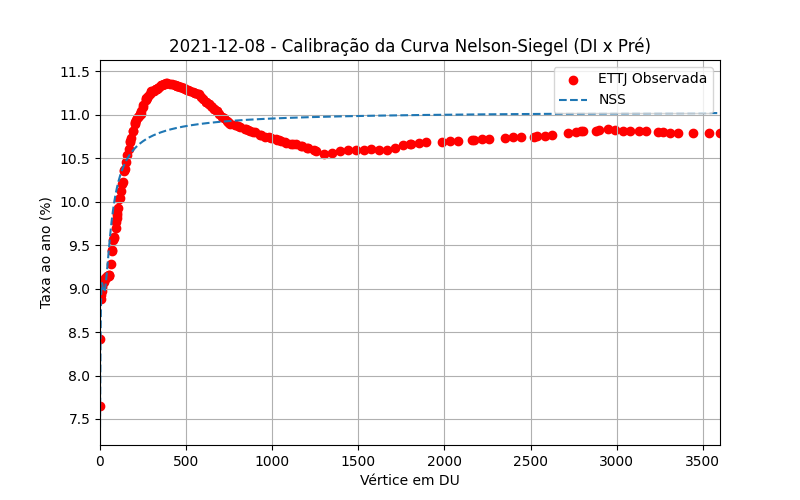 2021-12-08 - Calibração da Curva Nelson-Siegel (DI x Pré)
ETTJ Observada
NSS
11.5
11.0
10.5
10.0
9.5
9.0
8.5
8.0
7.5
Taxa ao ano (%)
0 500 1000 1500 2000 2500 3000 3500
Vértice em DU